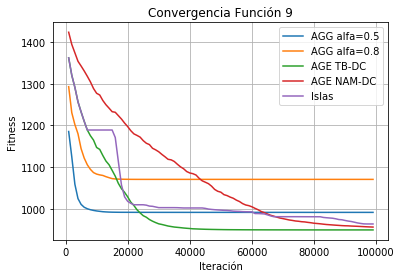 Convergencia Función 9
AGG alfa=0.5
AGG alfa=0.8
AGE TB-DC
AGE NAM-DC
Islas
Fitness
1400
1300
1200
1100
1000
0 20000 40000 60000 80000 100000
Iteración